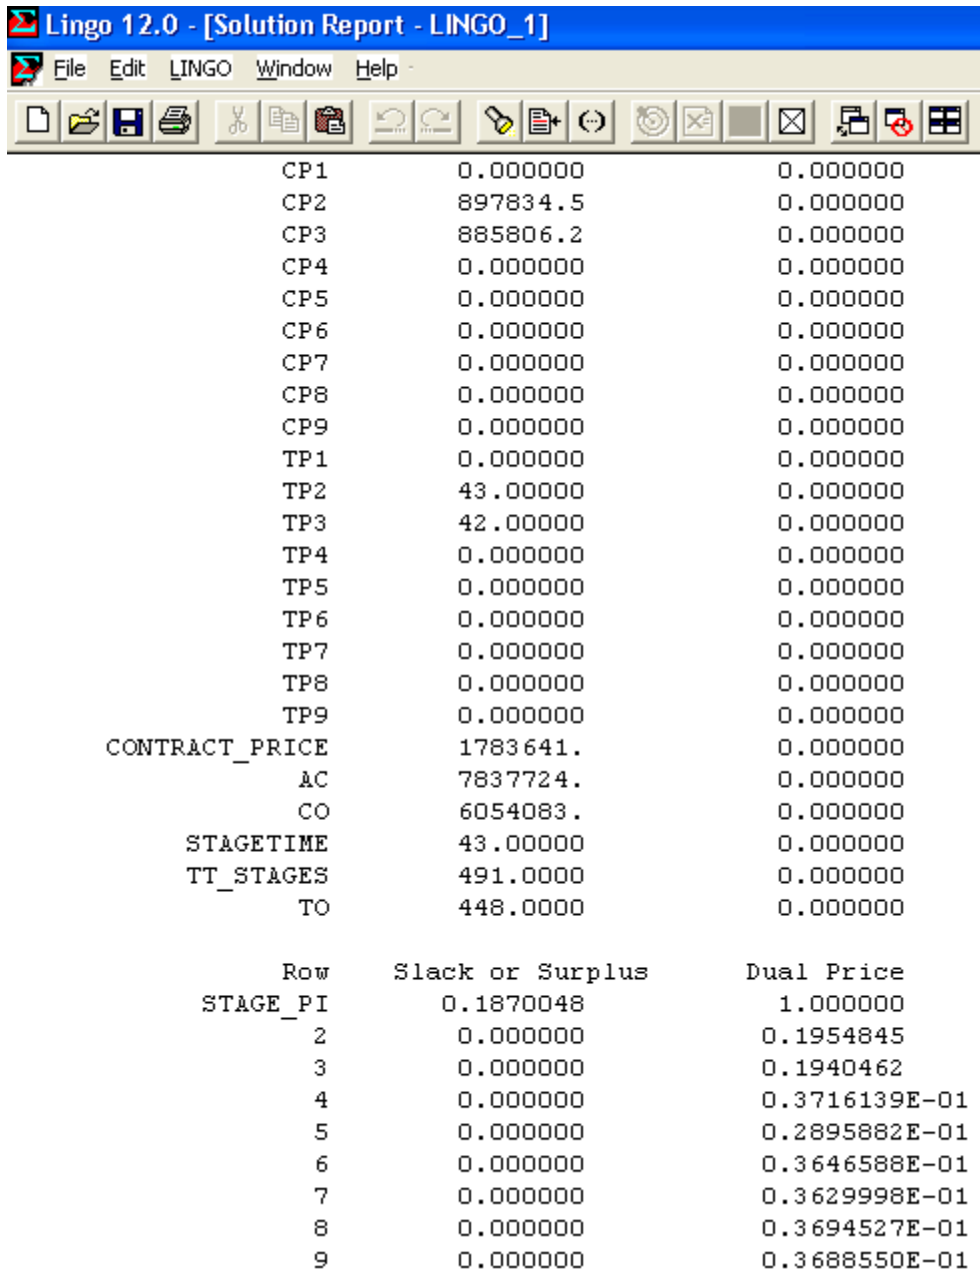 Lingo 12.0 - [Solution Report - LINGO_1]
File Edit LINGO Window Help
CP1 0.000000 0.000000
CP2 897834.5 0.000000
CP3 885806.2 0.000000
CP4 0.000000 0.000000
CP5 0.000000 0.000000
CP6 0.000000 0.000000
CP7 0.000000 0.000000
CP8 0.000000 0.000000
CP9 0.000000 0.000000
TP1 0.000000 0.000000
TP2 43.00000 0.000000
TP3 42.00000 0.000000
TP4 0.000000 0.000000
TP5 0.000000 0.000000
TP6 0.000000 0.000000
TP7 0.000000 0.000000
TP8 0.000000 0.000000
TP9 0.000000 0.000000
CONTRACT_PRICE 1783641. 0.000000
AC 7837724. 0.000000
CO 6054083. 0.000000
STAGETIME 43.00000 0.000000
TT_STAGES 491.0000 0.000000
TO 448.0000 0.000000
Row Slack or Surplus Dual Price
STAGE_PI 0.1870048 1.000000
2 0.000000 0.1954845
3 0.000000 0.1940462
4 0.000000 0.3716139E-01
5 0.000000 0.2895882E-01
6 0.000000 0.3646588E-01
7 0.000000 0.3629998E-01
8 0.000000 0.3694527E-01
9 0.000000 0.3688550E-01